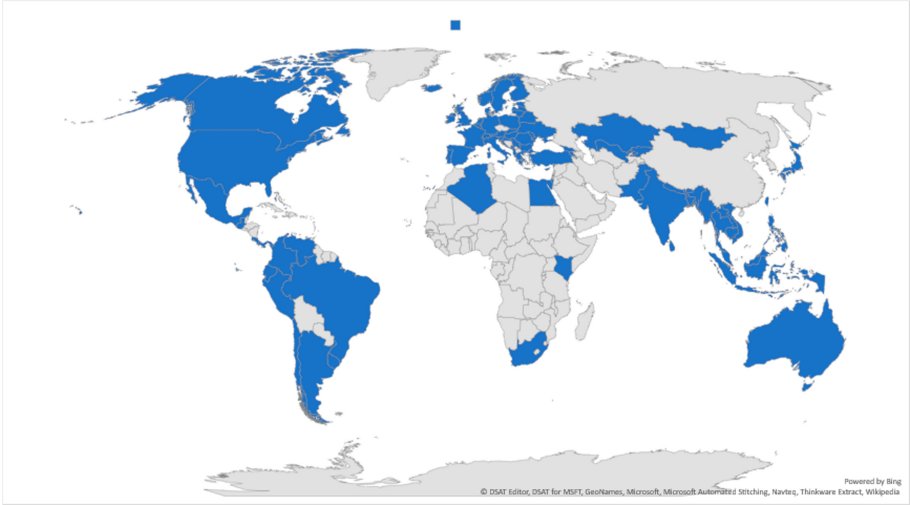 Powered by Bing
© DSAT Editor, DSAT for MSFT, GeoNames, Microsoft, Microsoft Automated Stitching, Navteq, Thinkware Extract, Wikipedia